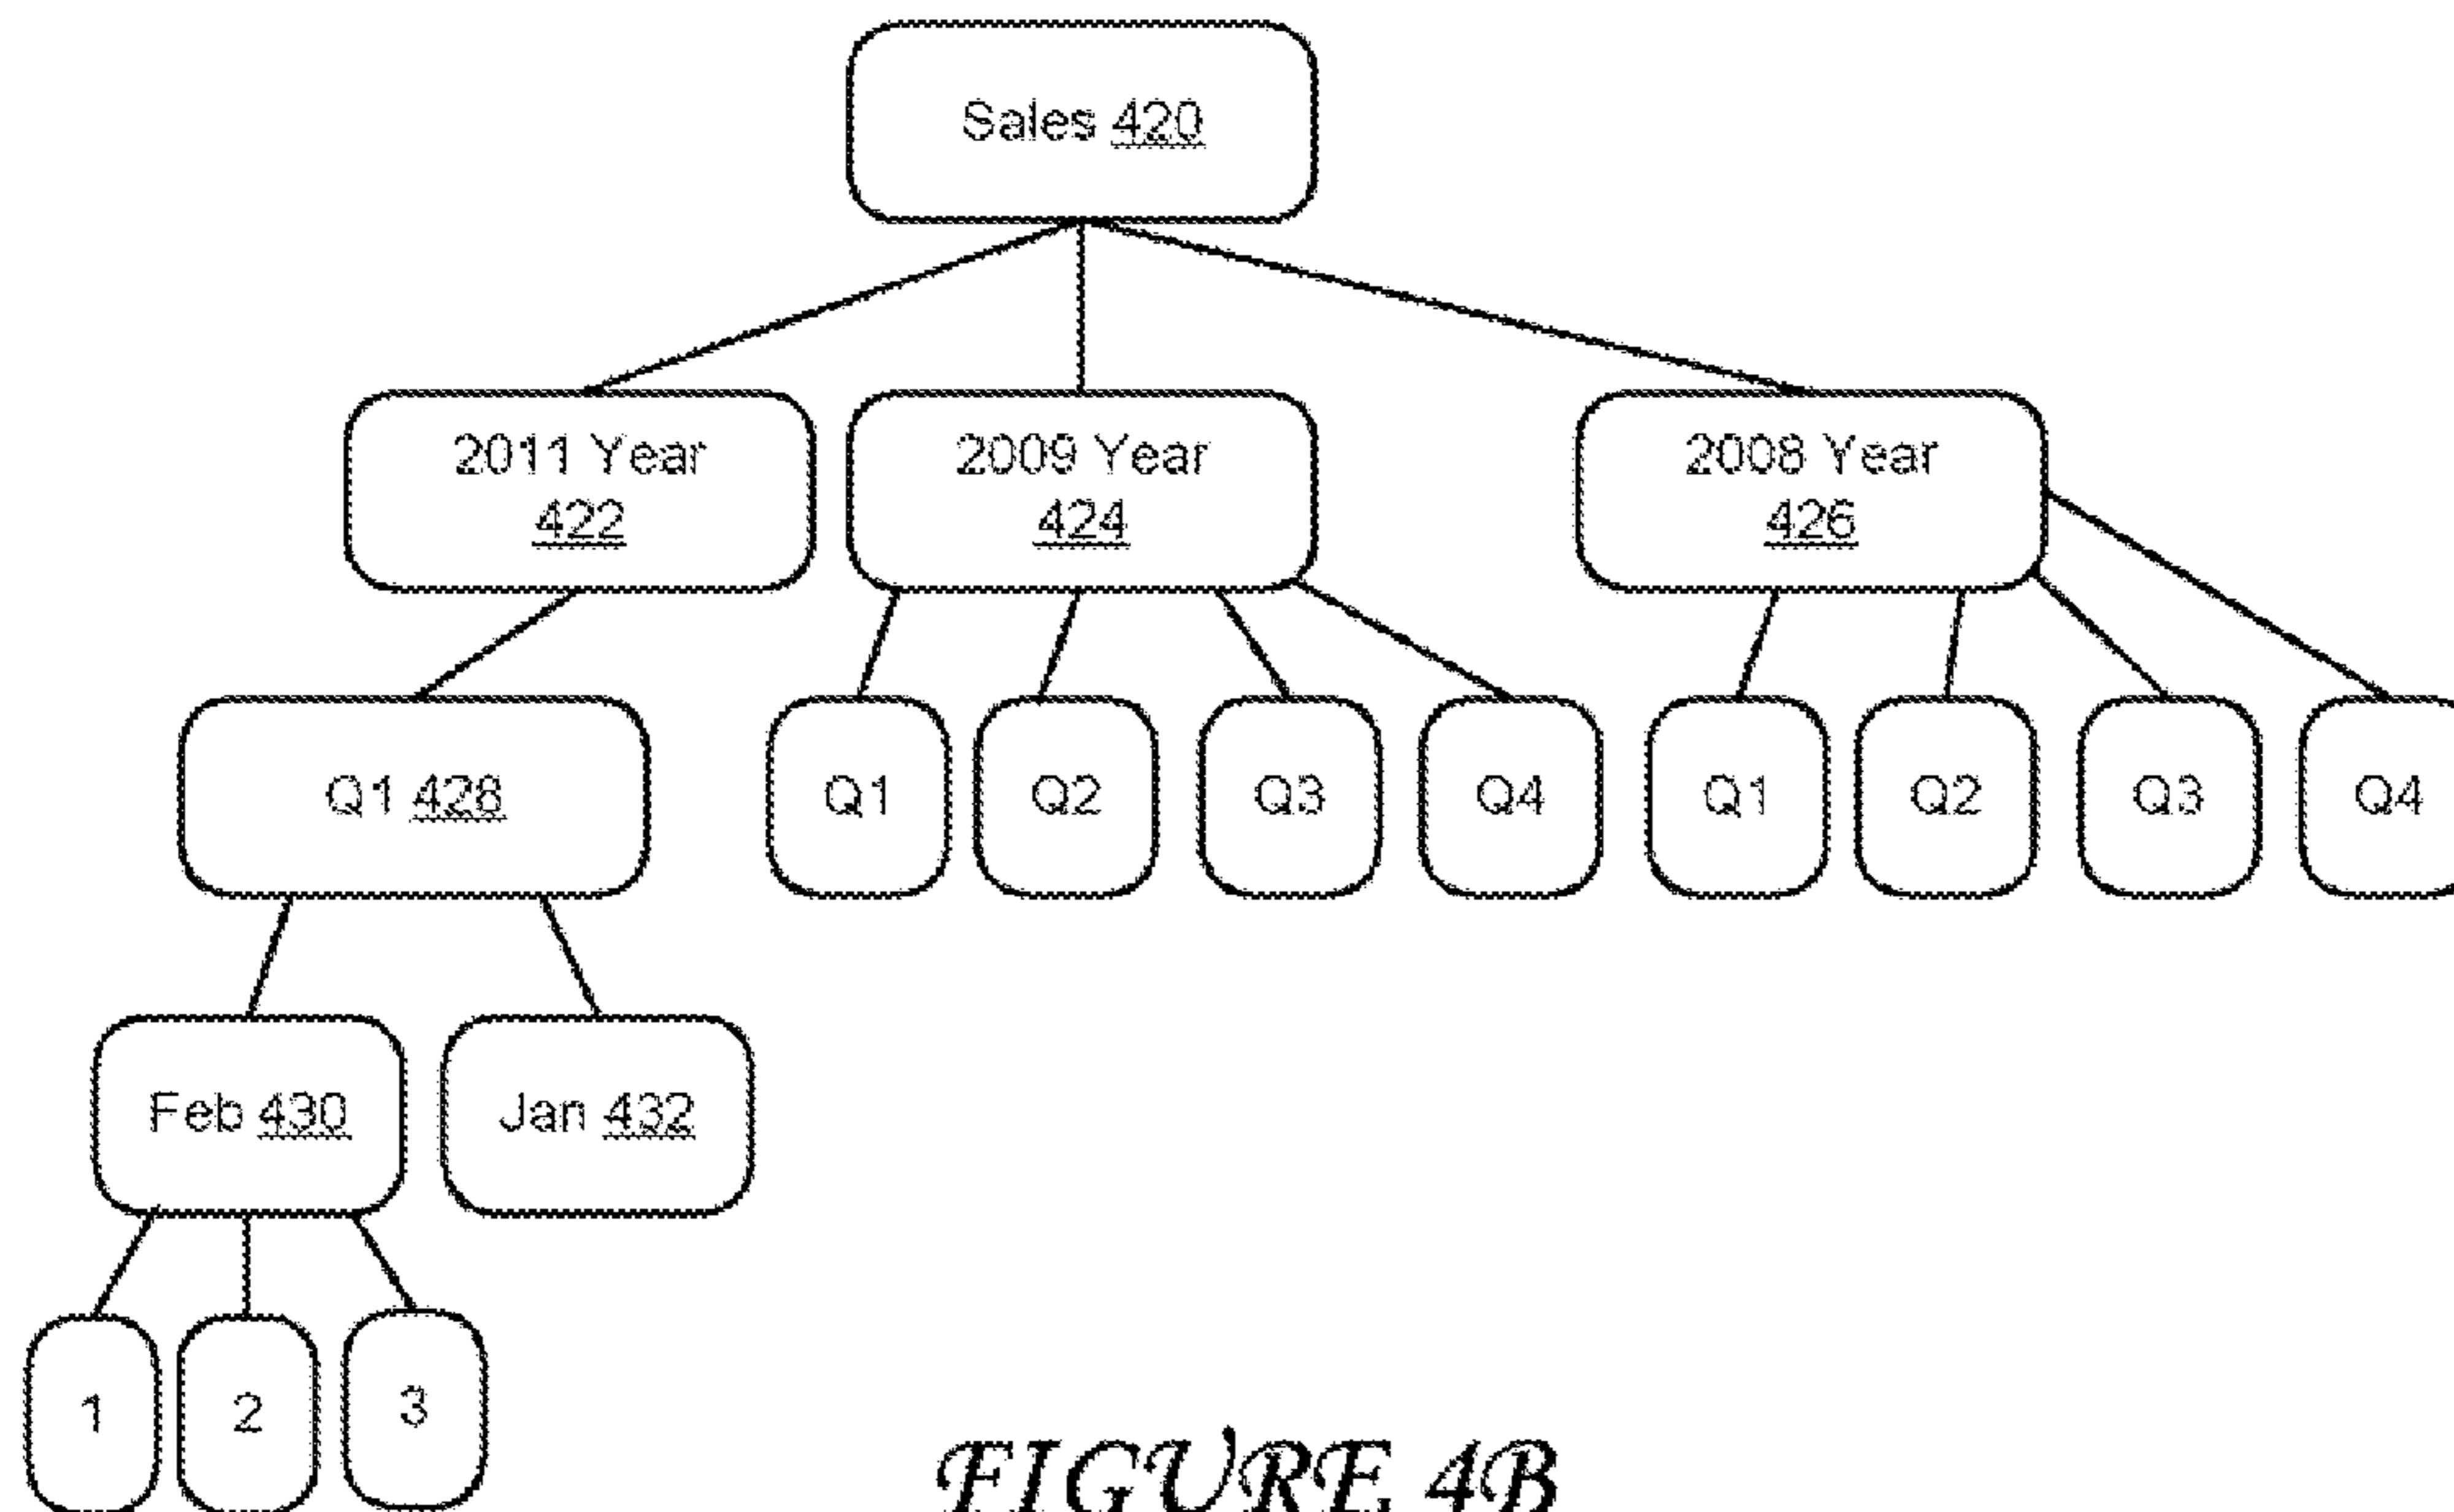 Sales 420
2011 Year
422
2009 Year
424
2008 Year
426
Q1 428
Q1
Q2
Q3
Q4
Q1
Q2
Q3
Q4
Feb 430
Jan 432
1
2
3
FIGURE 4B